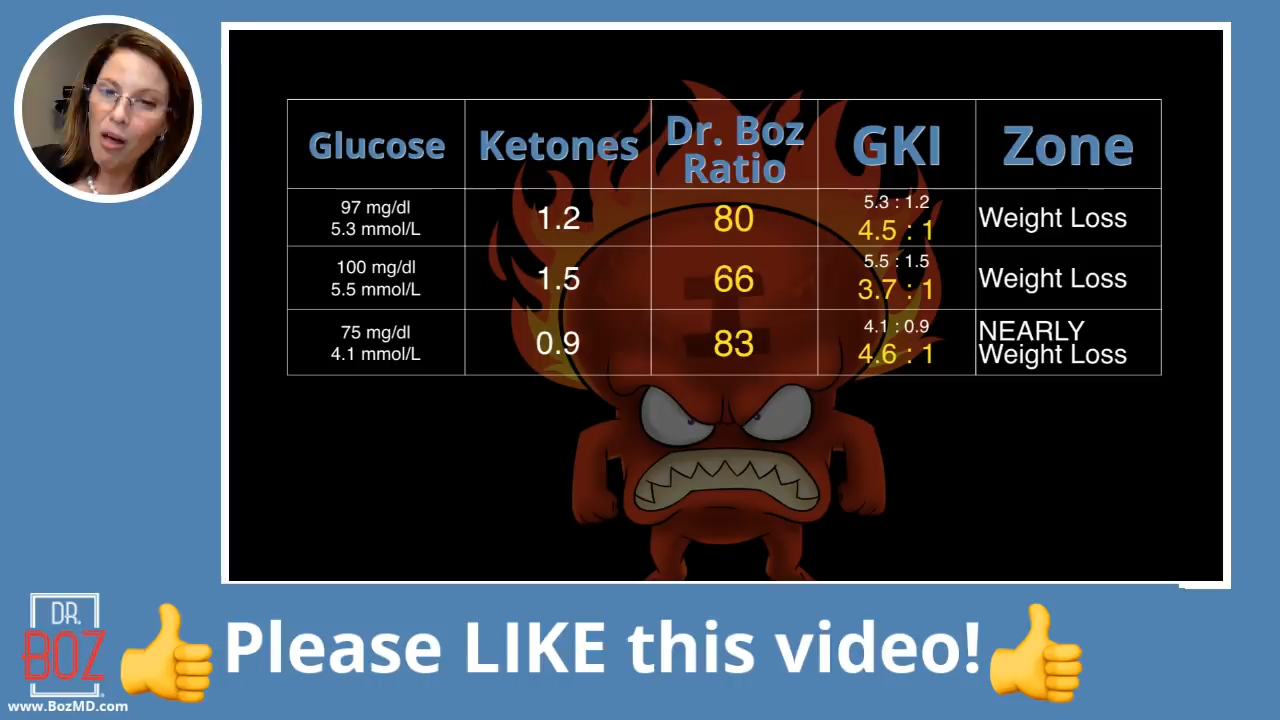 Glucose
Ketones
Dr. Boz
Ratio
GKI
Zone
97 mg/dl
5.3 mmol/L
1.2
80
5.3 : 1.2
4.5 : 1
Weight Loss
100 mg/dl
5.5 mmol/L
1.5
66
5.5 : 1.5
3.7 : 1
Weight Loss
75 mg/dl
4.1 mmol/L
0.9
83
4.1 : 0.9
4.6 : 1
NEARLY
Weight Loss
DR.
BOZ
Please LIKE this video!
www.BozMD.com